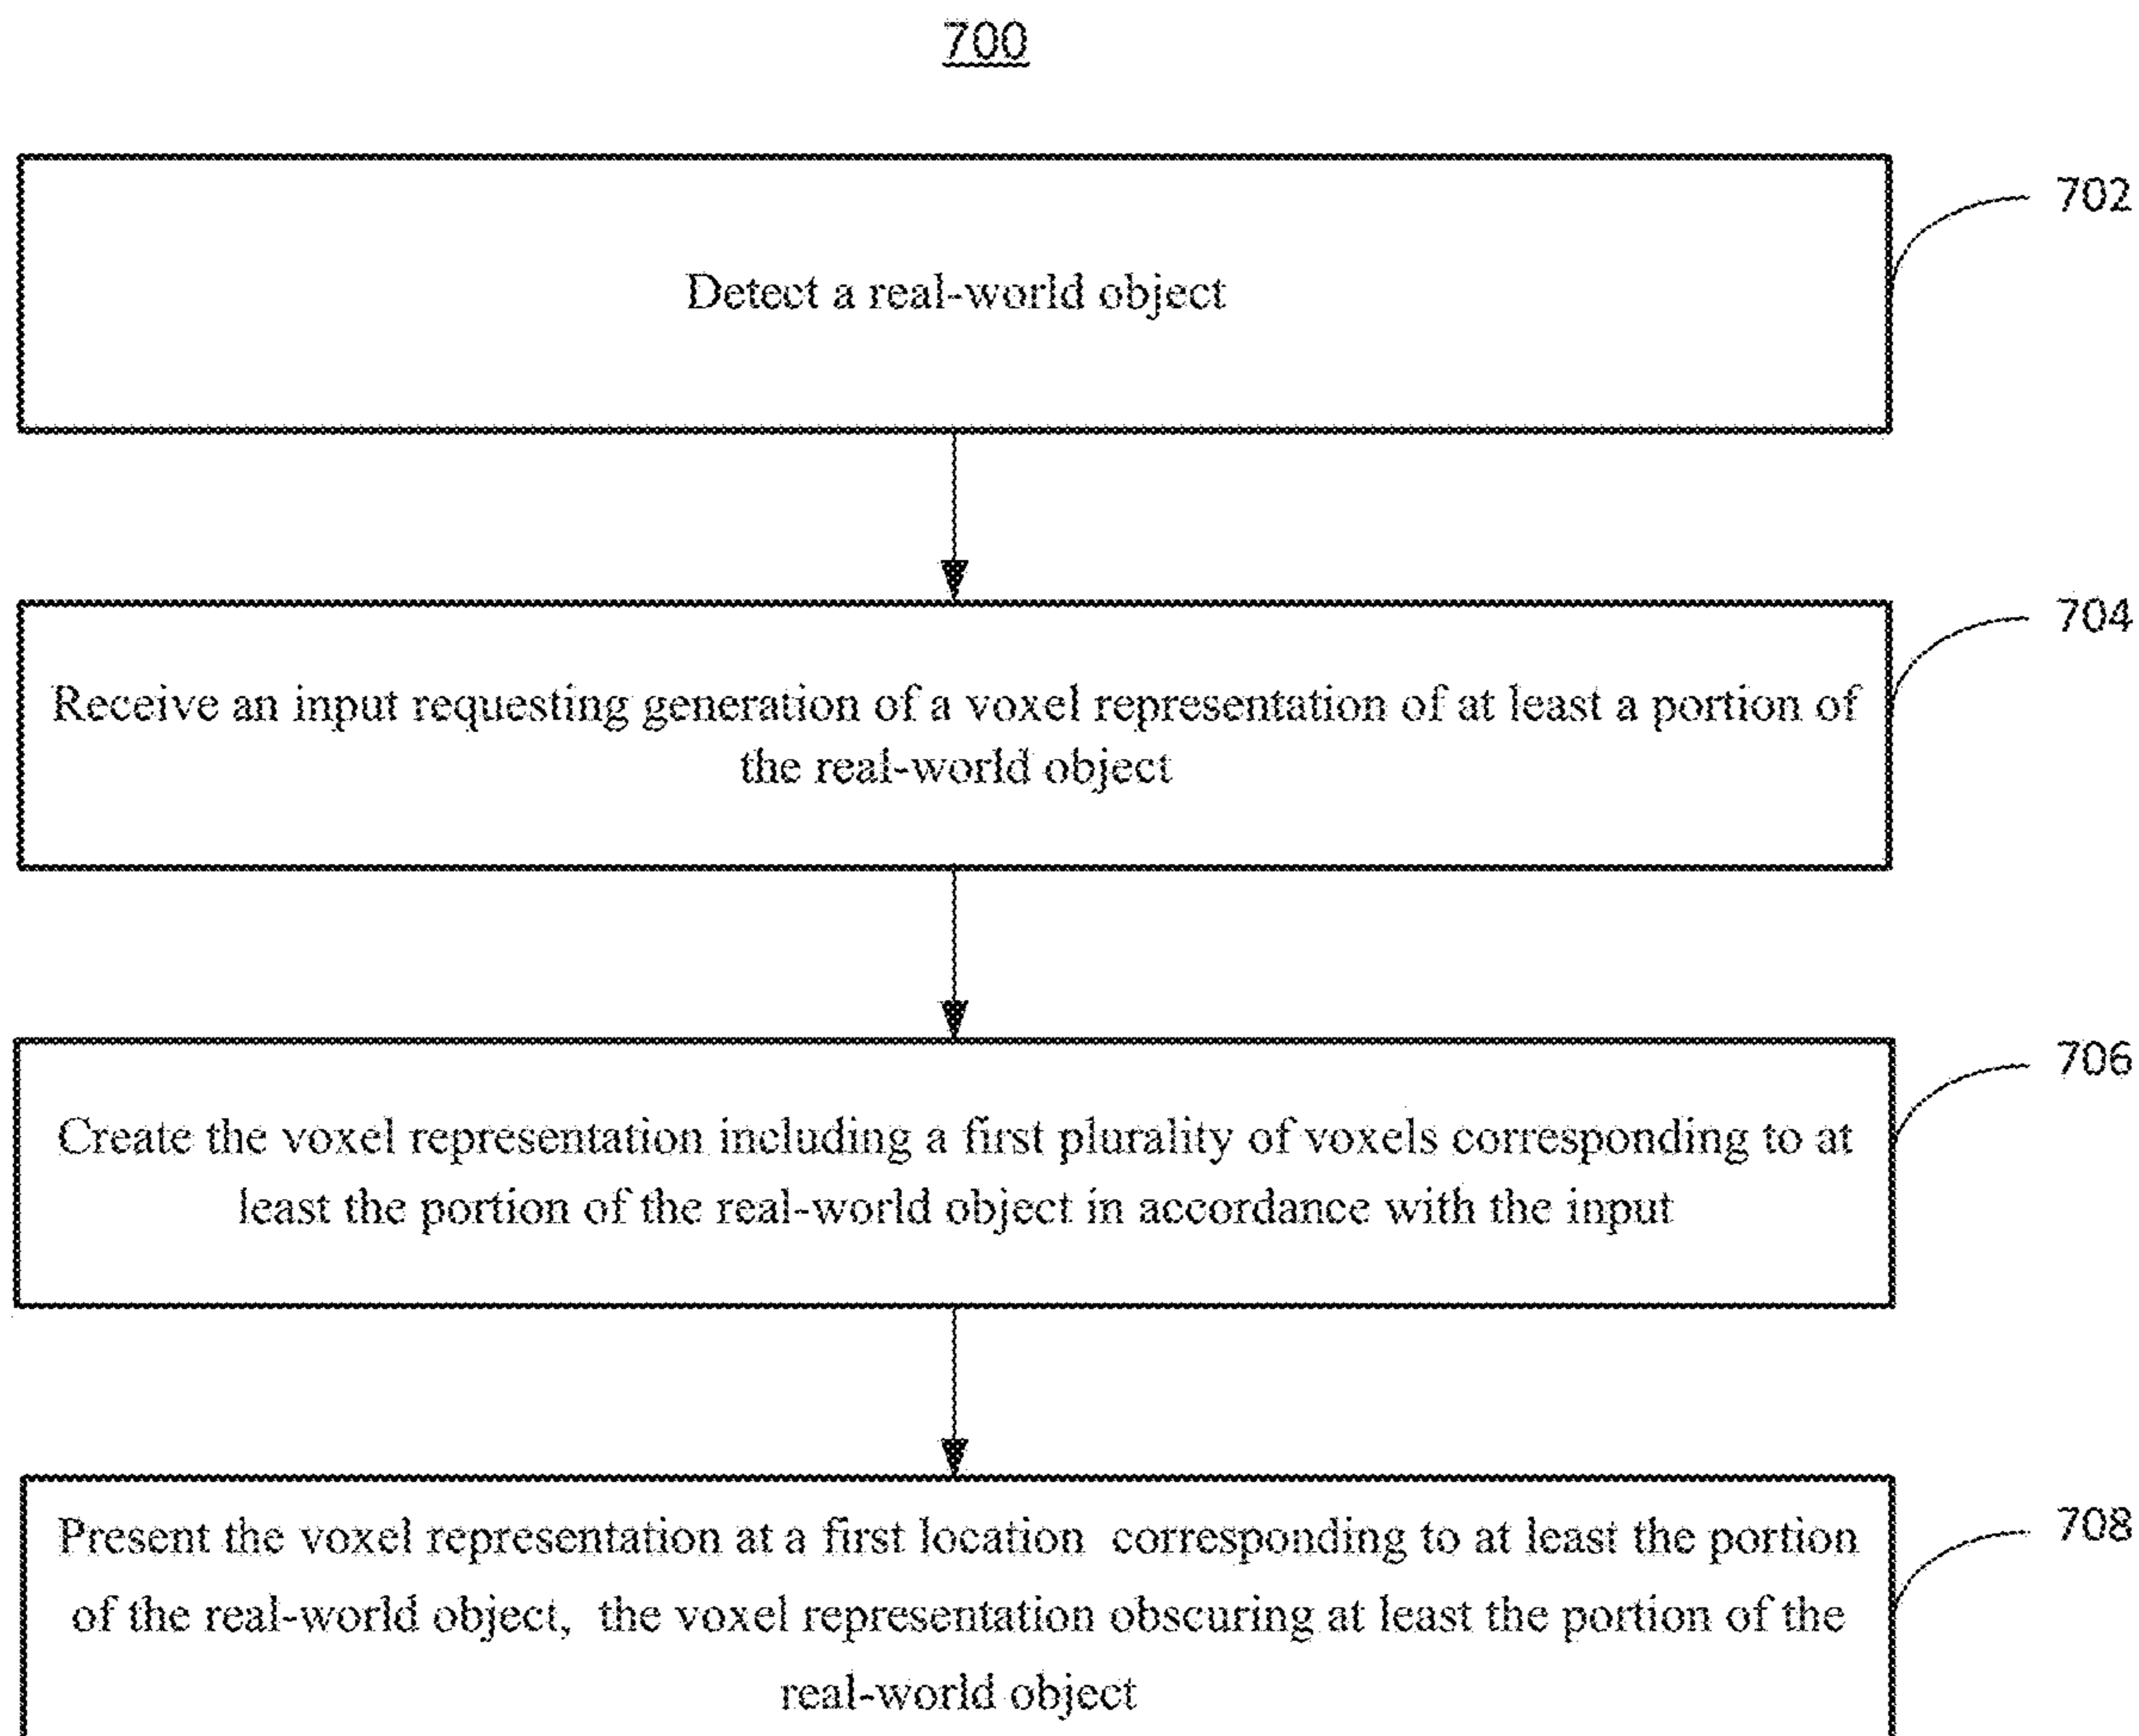 700
702
Detect a real-world object
704
Receive an input requesting generation of a voxel representation of at least a portion of
the real-world object
706
Create the voxel representation including a first plurality of voxels corresponding to at
least the portion of the real-world object in accordance with the input
708
Present the voxel representation at a first location corresponding to at least the portion
of the real-world object, the voxel representation obscuring at least the portion of the
real-world object